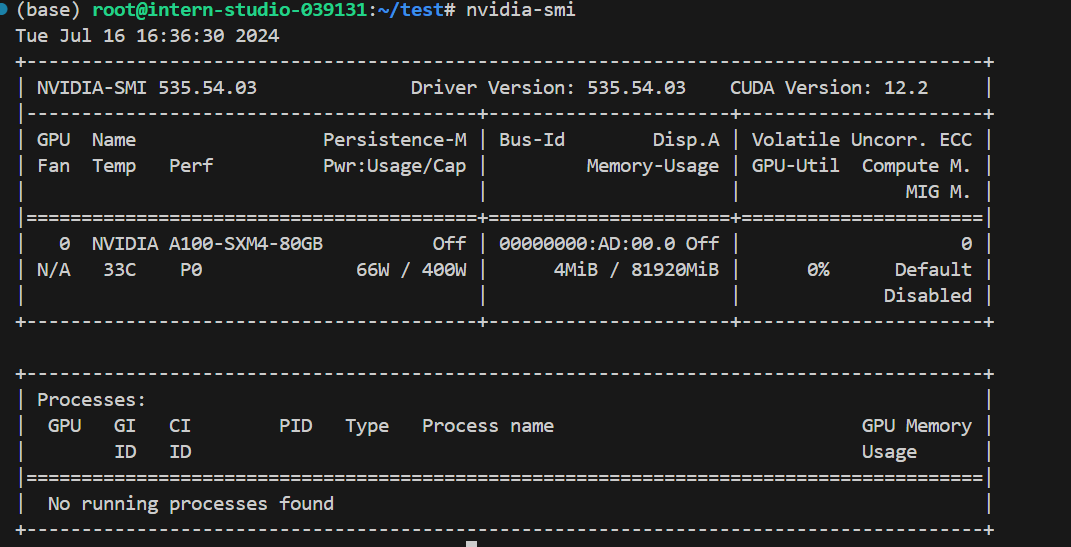 (base) root@intern-studio-039131:~/test# nvidia-smi
Tue Jul 16 16:36:30 2024
+---------------------------------------------------------------------------------------+
| NVIDIA-SMI 535.54.03              Driver Version: 535.54.03    CUDA Version: 12.2     |
|-----------------------------------------+----------------------+----------------------+
| GPU  Name                 Persistence-M | Bus-Id        Disp.A | Volatile Uncorr. ECC |
| Fan  Temp   Perf          Pwr:Usage/Cap |         Memory-Usage | GPU-Util  Compute M. |
|                                         |                      |               MIG M. |
|=========================================+======================+======================|
|   0  NVIDIA A100-SXM4-80GB          Off | 00000000:AD:00.0 Off |                    0 |
| N/A   33C    P0              66W / 400W |      4MiB / 81920MiB |      0%      Default |
|                                         |                      |             Disabled |
+-----------------------------------------+----------------------+----------------------+

+---------------------------------------------------------------------------------------+
| Processes:                                                                            |
|  GPU   GI   CI        PID   Type   Process name                            GPU Memory |
|        ID   ID                                                             Usage      |
|=======================================================================================|
|  No running processes found                                                           |
+---------------------------------------------------------------------------------------+